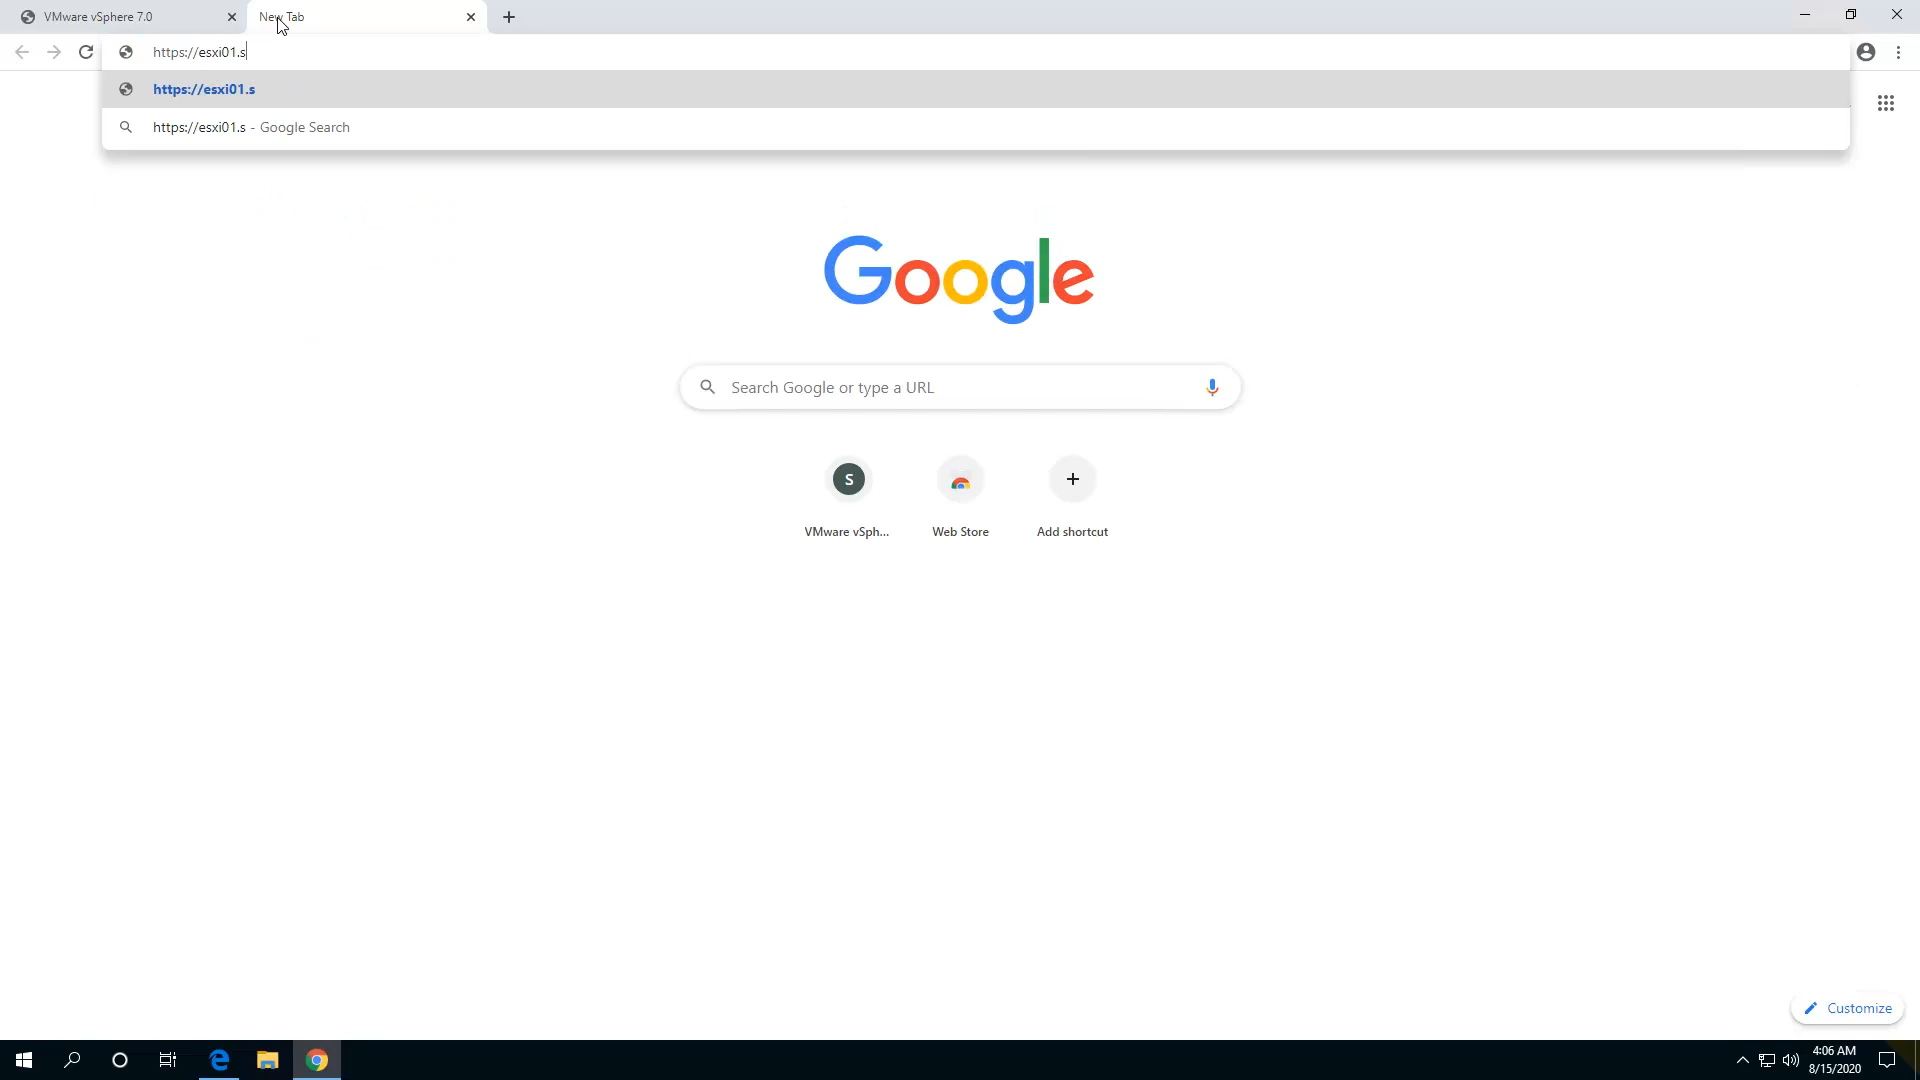 VMware vSphere 7.0
New Tab
https://esxi01.s
https://esxi01.s
https://esxi01.s - Google Search
Google
Search Google or type a URL
S
VMware vSph...
Web Store
Add shortcut
Customize
4:06 AM
8/15/2020